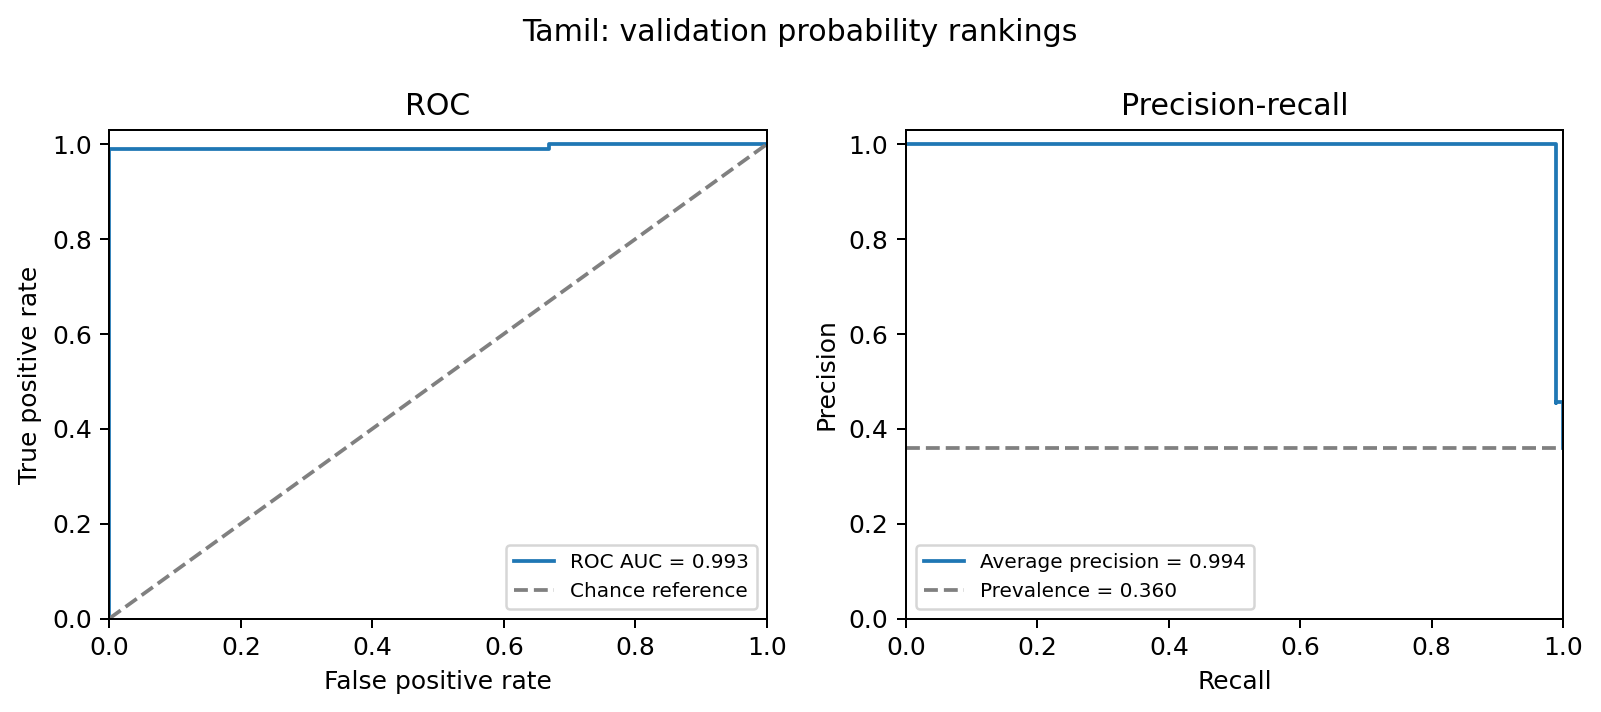 Tamil: validation probability rankings
ROC
1.0
0.8
0.6
0.4
0.2
0.0
True positive rate
0.0 0.2 0.4 0.6 0.8 1.0
False positive rate
ROC AUC = 0.993
Chance reference
Precision-recall
1.0
0.8
0.6
0.4
0.2
0.0
Precision
0.0 0.2 0.4 0.6 0.8 1.0
Recall
Average precision = 0.994
Prevalence = 0.360